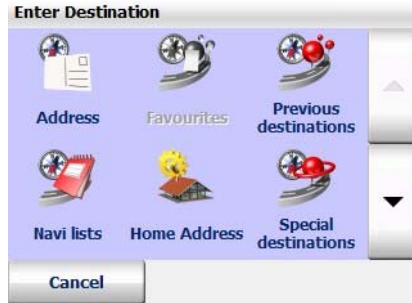 Enter Destination
Address
Favourites
Previous
destinations
Navi lists
Home Address
Special
destinations
Cancel